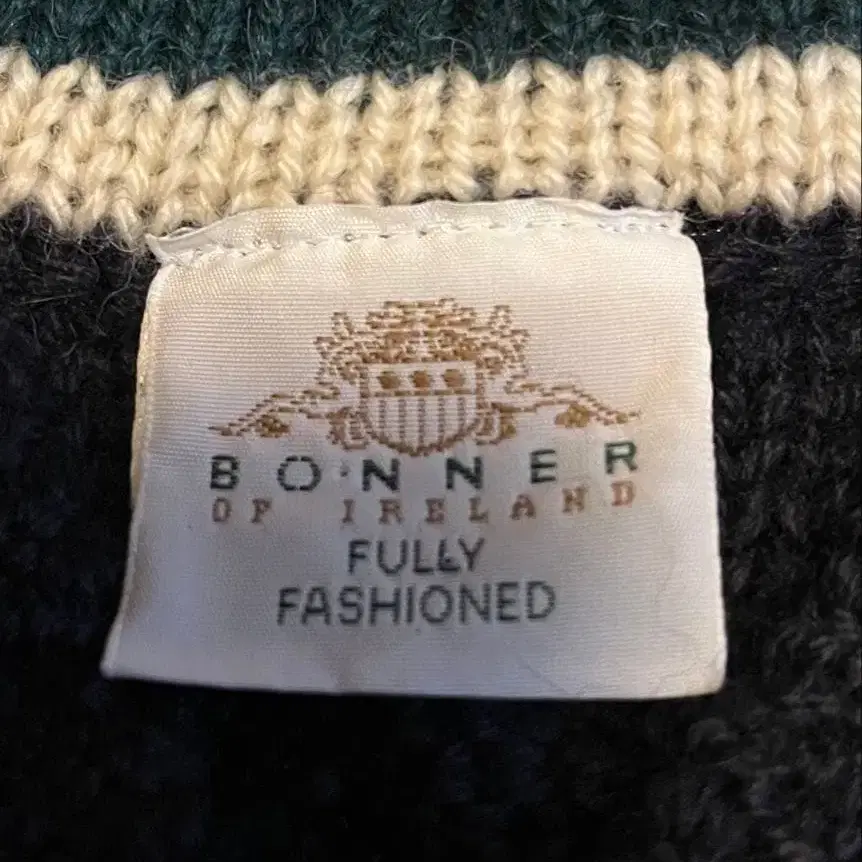 BONNER
OF IRELAND
FULLY
FASHIONED